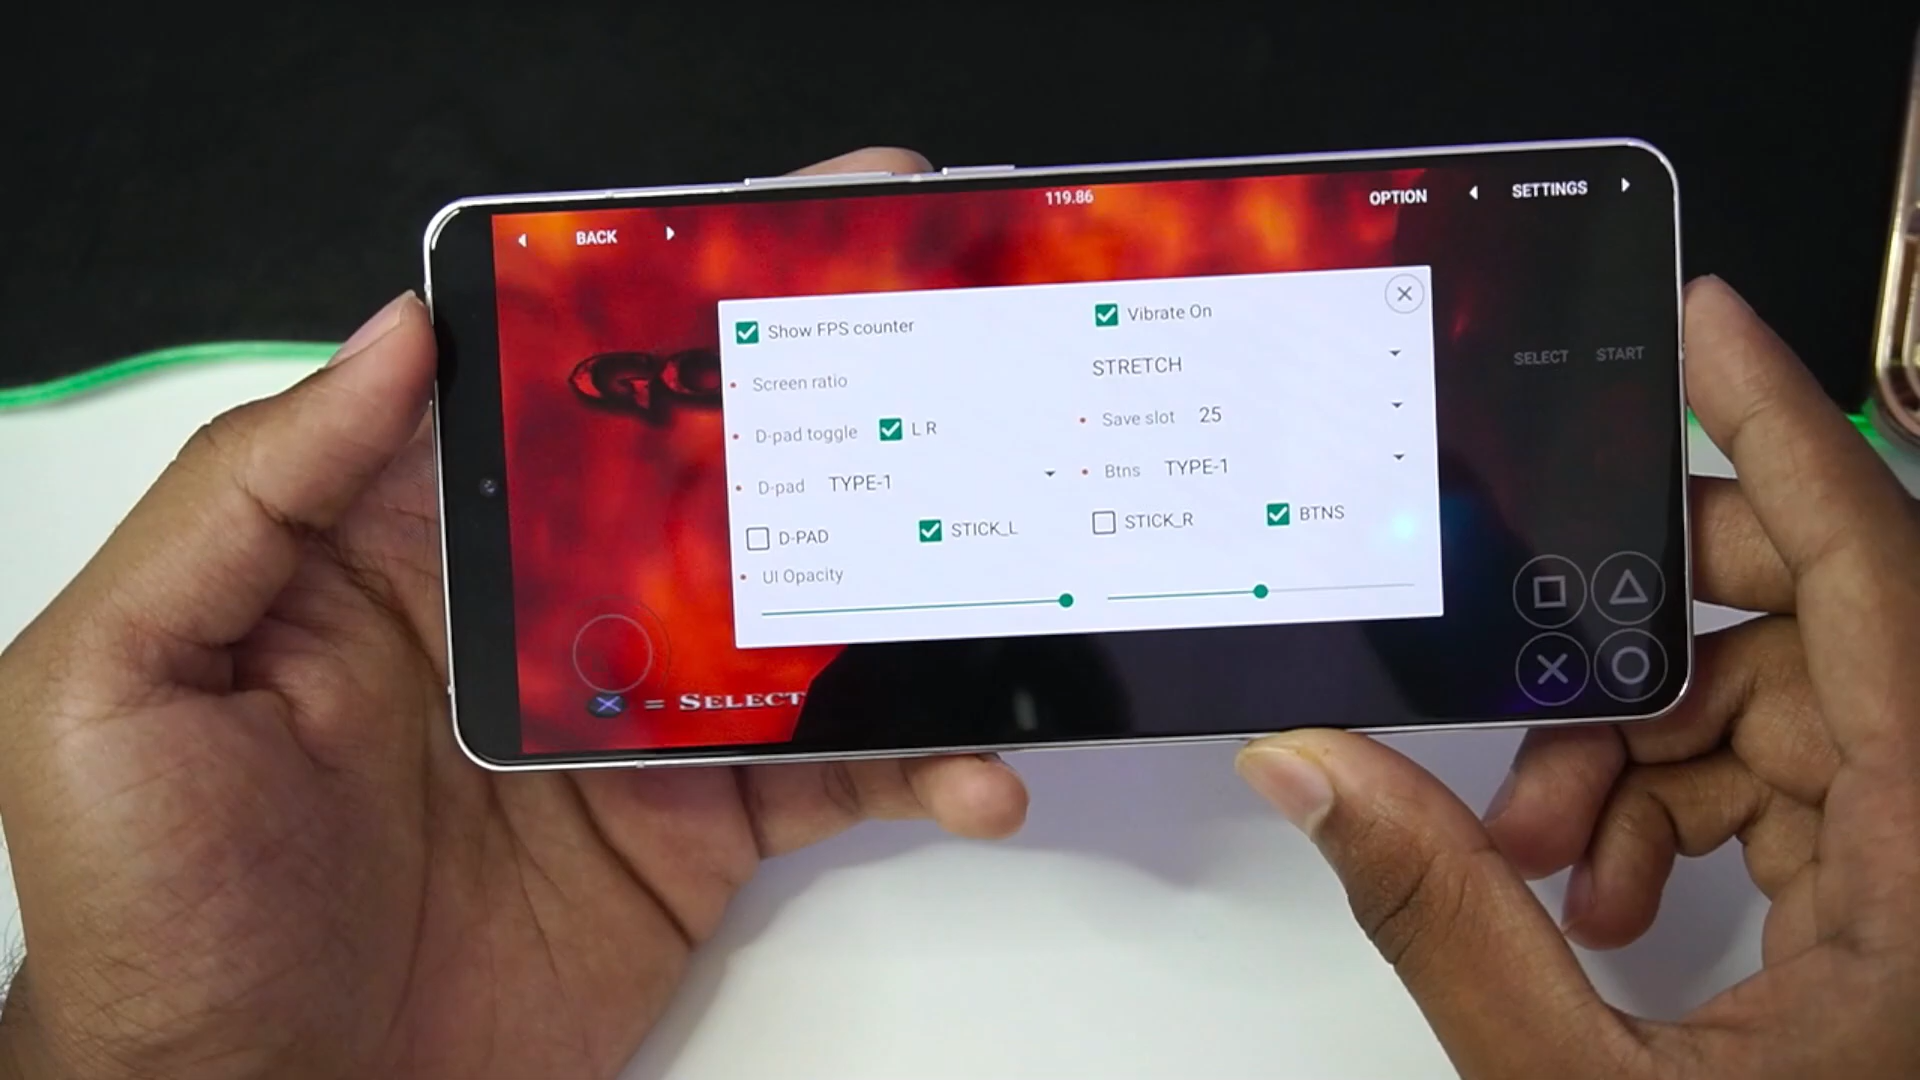 119.86
OPTION SETTINGS
BACK
Show FPS counter
Vibrate On
Screen ratio STRETCH
D-pad toggle L R
Save slot 25
D-pad TYPE-1
Btns TYPE-1
D-PAD STICK_L STICK_R BTNS
UI Opacity
SELECT START
= SELECT